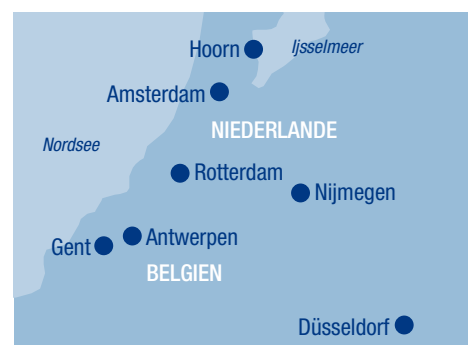 Hoorn
Ijsselmeer
Amsterdam
NIEDERLANDE
Nordsee
Rotterdam
Nijmegen
Antwerpen
Gent
BELGIEN
Düsseldorf